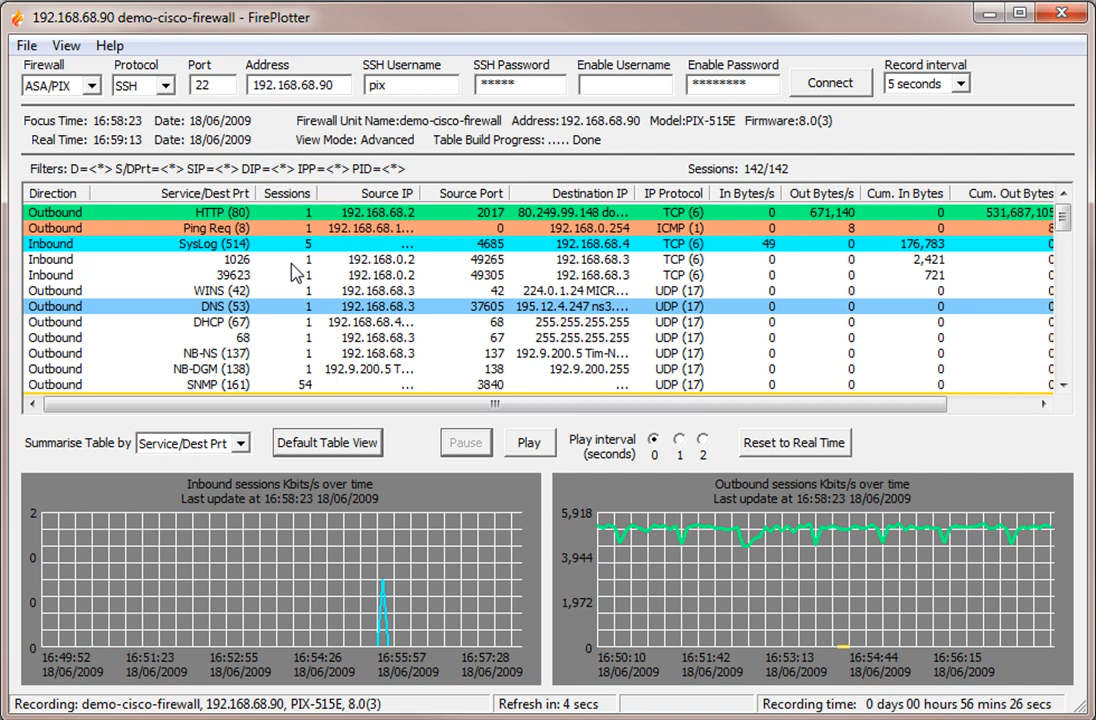 192.168.68.90 demo-cisco-firewall - FirePlotter
File View Help
Firewall Protocol Port Address SSH Username SSH Password Enable Username Enable Password Record interval
ASA/PIX SSH 22 192.168.68.90 pix ***** ******** Connect 5 seconds
Focus Time: 16:58:23 Date: 18/06/2009 Firewall Unit Name:demo-cisco-firewall Address:192.168.68.90 Model:PIX-515E Firmware:8.0(3)
Real Time: 16:59:13 Date: 18/06/2009 View Mode: Advanced Table Build Progress: ..... Done
Filters: D=<*> S/DPrt=<*> SIP=<*> DIP=<*> IPP=<*> PID=<*> Sessions: 142/142
Direction Service/Dest Prt Sessions Source IP Source Port Destination IP IP Protocol In Bytes/s Out Bytes/s Cum. In Bytes Cum. Out Bytes
Outbound HTTP (80) 1 192.168.68.2 2017 80.249.99.148 do... TCP (6) 0 671,140 0 531,687,105
Outbound Ping Req (8) 1 192.168.68.1... 0 192.168.0.254 ICMP (1) 0 8 0 8
Inbound SysLog (514) 5 ... 4685 192.168.68.4 TCP (6) 49 0 176,783 0
Inbound 1026 1 192.168.0.2 49265 192.168.68.3 TCP (6) 0 0 2,421 0
Inbound 39623 1 192.168.0.2 49305 192.168.68.3 TCP (6) 0 0 721 0
Outbound WINS (42) 1 192.168.68.3 42 224.0.1.24 MICR... UDP (17) 0 0 0 0
Outbound DNS (53) 1 192.168.68.3 37605 195.12.4.247 ns3.... UDP (17) 0 0 0 0
Outbound DHCP (67) 1 192.168.68.4... 68 255.255.255.255 UDP (17) 0 0 0 0
Outbound 68 1 192.168.68.3 67 255.255.255.255 UDP (17) 0 0 0 0
Outbound NB-NS (137) 1 192.168.68.3 137 192.9.200.5 Tim-N... UDP (17) 0 0 0 0
Outbound NB-DGM (138) 1 192.9.200.5 T... 138 192.9.200.255 UDP (17) 0 0 0 0
Outbound SNMP (161) 54 ... 3840 ... UDP (17) 0 0 0 0
Summarise Table by Service/Dest Prt Default Table View Pause Play Play interval (seconds) 0 1 2 Reset to Real Time
Inbound sessions Kbits/s over time
Last update at 16:58:23 18/06/2009
2
0
0
0
16:49:52 16:51:23 16:52:55 16:54:26 16:55:57 16:57:28
18/06/2009 18/06/2009 18/06/2009 18/06/2009 18/06/2009 18/06/2009
Outbound sessions Kbits/s over time
Last update at 16:58:23 18/06/2009
5,918
3,944
1,972
0
16:50:10 16:51:42 16:53:13 16:54:44 16:56:15
18/06/2009 18/06/2009 18/06/2009 18/06/2009 18/06/2009
Recording: demo-cisco-firewall, 192.168.68.90, PIX-515E, 8.0(3) Refresh in: 4 secs Recording time: 0 days 00 hours 56 mins 26 secs